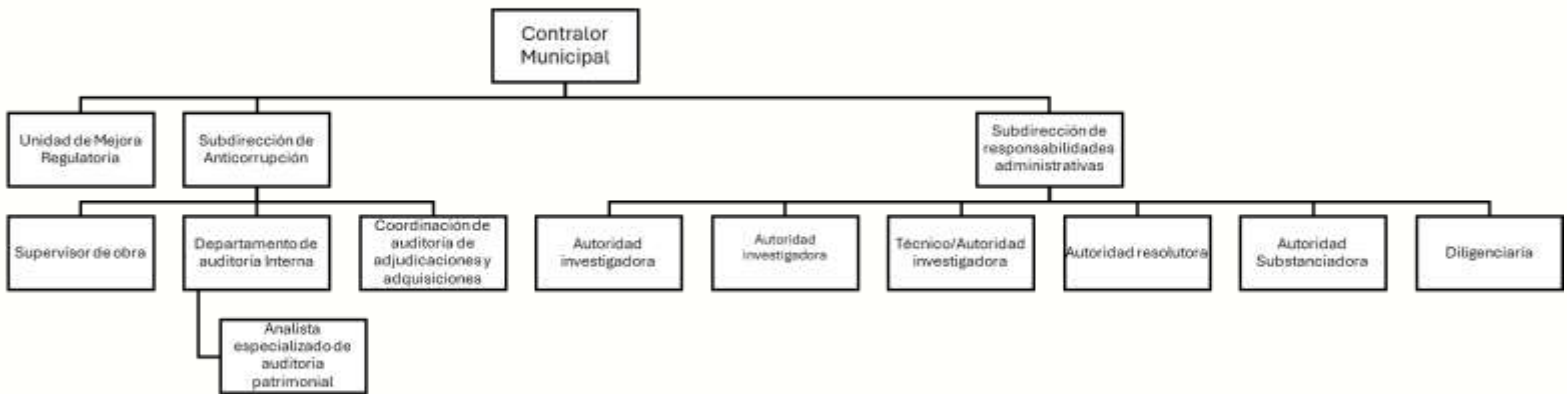 Contralor
Municipal
Unidad de Mejora
Regulatoria
Subdirección de
Anticorrupción
Subdirección de
responsabilidades
administrativas
Supervisor de obra
Departamento de
auditoría Interna
Coordinación de
auditoría de
adjudicaciones y
adquisiciones
Autoridad
investigadora
Autoridad
Investigadora
Técnico/Autoridad
investigadora
Autoridad resolutora
Autoridad
Substanciadora
Diligenciaria
Analista
especializado de
auditoria
patrimonial